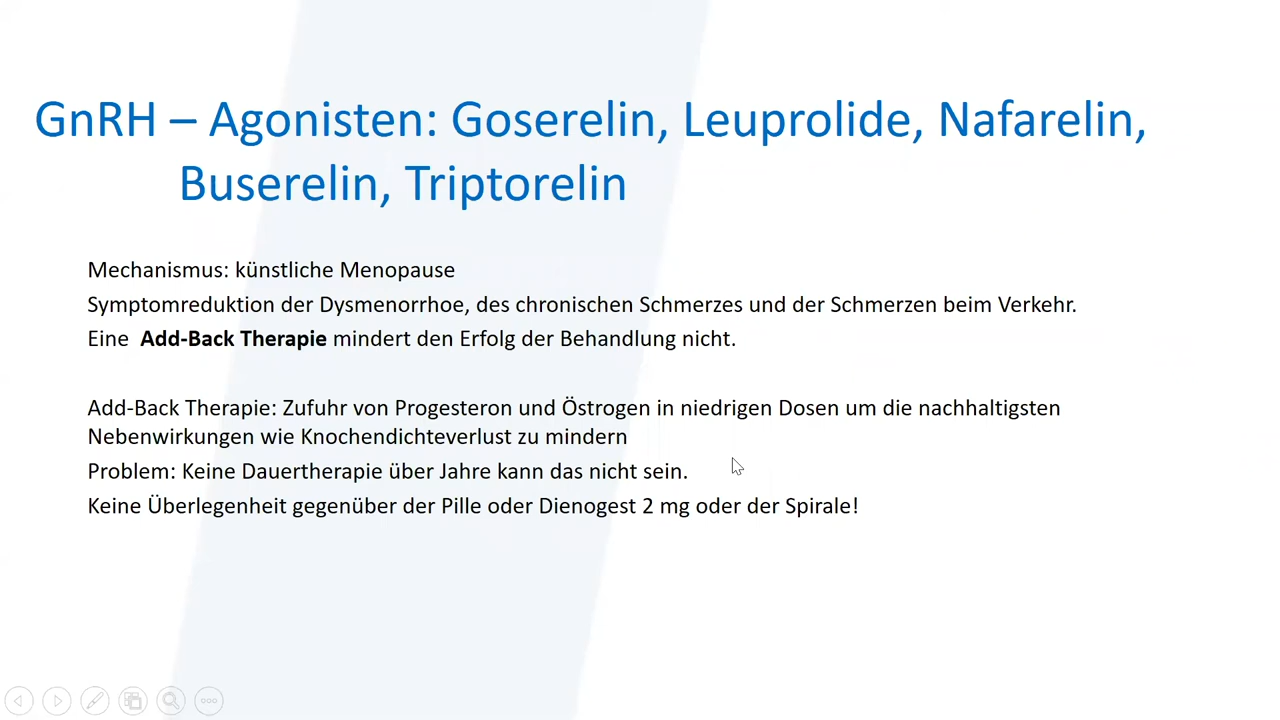 GnRH – Agonisten: Goserelin, Leuprolide, Nafarelin,
Buserelin, Triptorelin
Mechanismus: künstliche Menopause
Symptomreduktion der Dysmenorrhoe, des chronischen Schmerzes und der Schmerzen beim Verkehr.
Eine Add-Back Therapie mindert den Erfolg der Behandlung nicht.
Add-Back Therapie: Zufuhr von Progesteron und Östrogen in niedrigen Dosen um die nachhaltigsten
Nebenwirkungen wie Knochendichteverlust zu mindern
Problem: Keine Dauertherapie über Jahre kann das nicht sein.
Keine Überlegenheit gegenüber der Pille oder Dienogest 2 mg oder der Spirale!